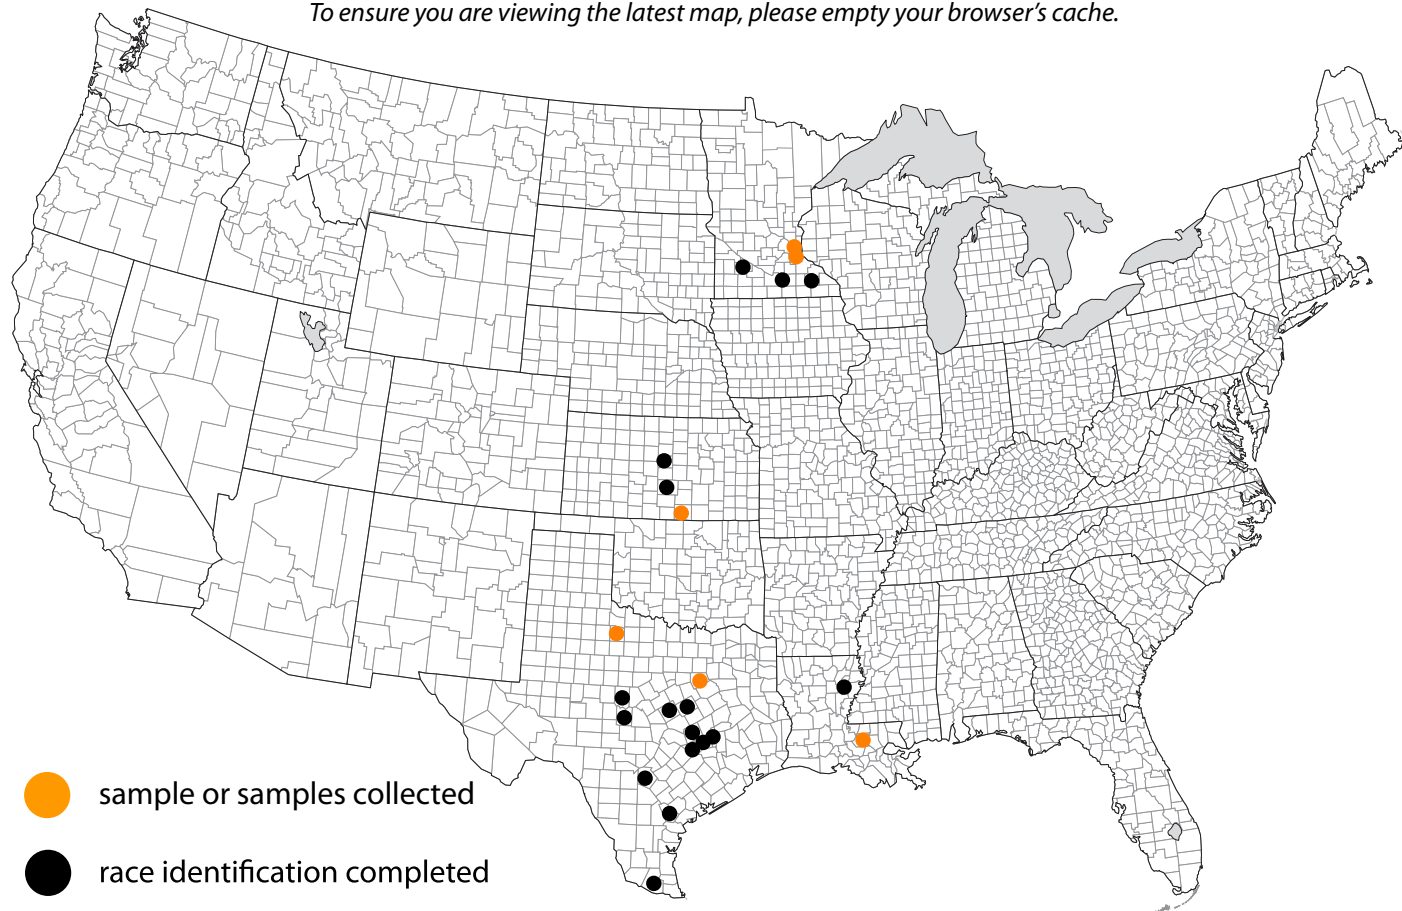 To ensure you are viewing the latest map, please empty your browser’s cache.
sample or samples collected
race identification completed